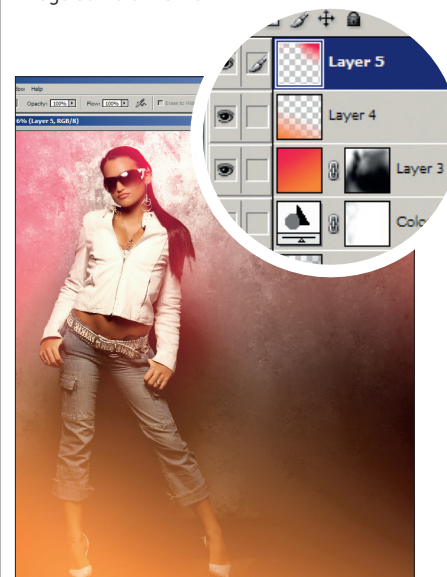 Help
Opacity: 100% Flow: 100%
6% (Layer 5, RGB/8)
Layer 5
Layer 4
Layer 3